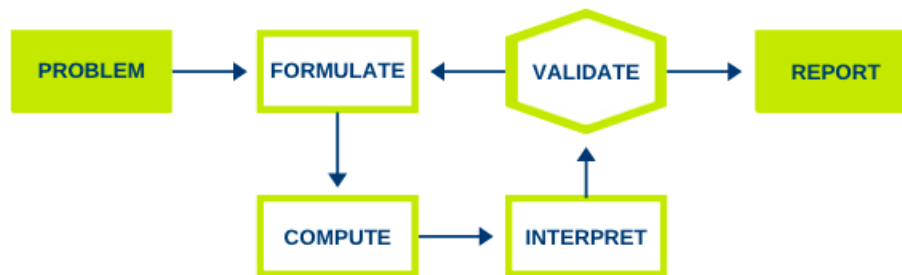 PROBLEM
FORMULATE
VALIDATE
REPORT
COMPUTE
INTERPRET